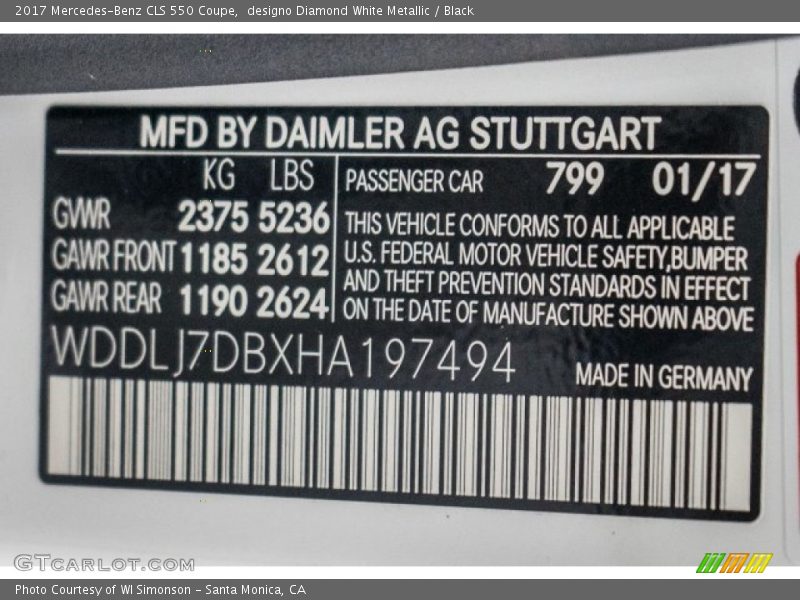 2017 Mercedes-Benz CLS 550 Coupe,  designo Diamond White Metallic / Black
MFD BY DAIMLER AG STUTTGART
KG LBS
GVWR 2375 5236
GAWR FRONT 1185 2612
GAWR REAR 1190 2624
PASSENGER CAR 799 01/17
THIS VEHICLE CONFORMS TO ALL APPLICABLE
U.S. FEDERAL MOTOR VEHICLE SAFETY,BUMPER
AND THEFT PREVENTION STANDARDS IN EFFECT
ON THE DATE OF MANUFACTURE SHOWN ABOVE
WDDLJ7DBXHA197494
MADE IN GERMANY
GTCARLOT.COM
Photo Courtesy of WI Simonson - Santa Monica, CA